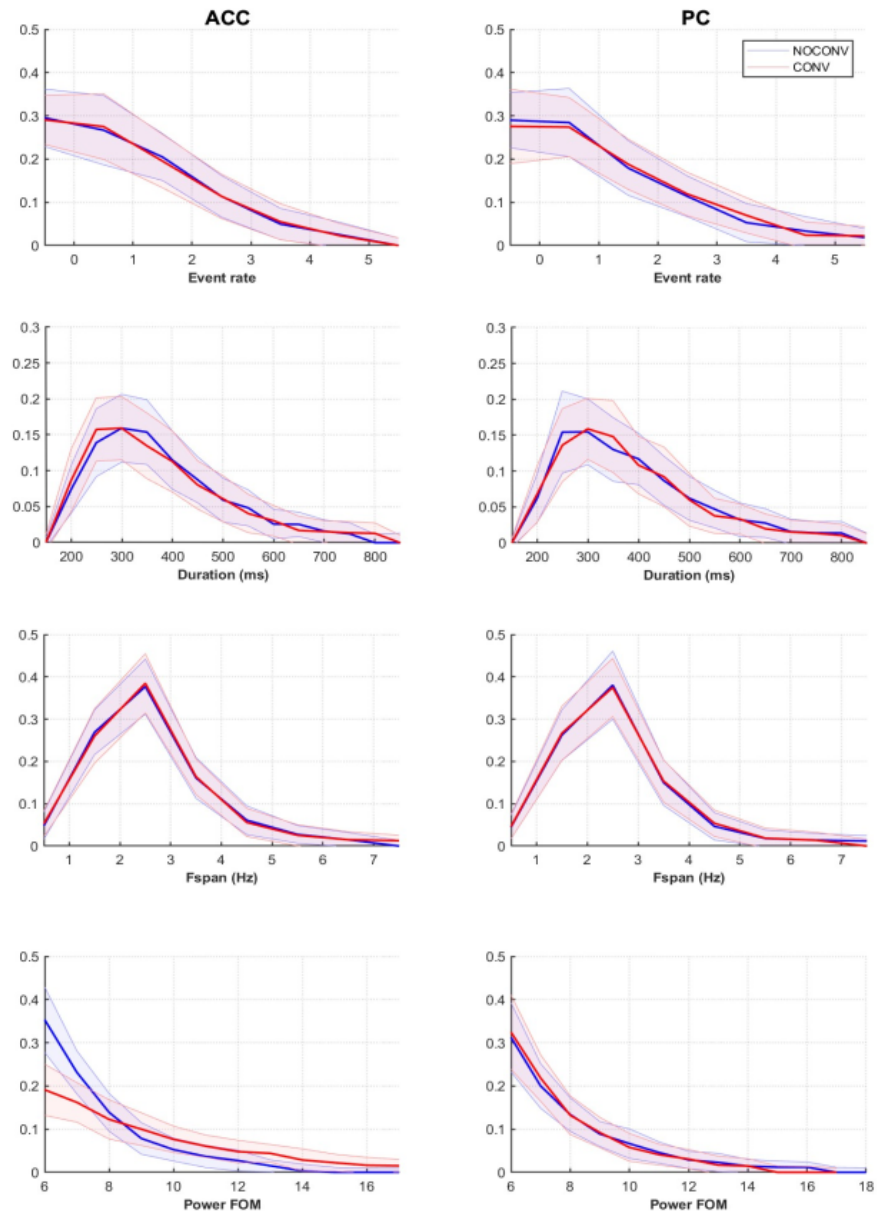 ACC PC
0.5 0.5
NOCONV
CONV
0.4 0.4
0.3 0.3
0.2 0.2
0.1 0.1
0 0
0 1 2 3 4 5 0 1 2 3 4 5
Event rate Event rate
0.3 0.3
0.25 0.25
0.2 0.2
0.15 0.15
0.1 0.1
0.05 0.05
0 0
200 300 400 500 600 700 800 200 300 400 500 600 700 800
Duration (ms) Duration (ms)
0.5 0.5
0.4 0.4
0.3 0.3
0.2 0.2
0.1 0.1
0 0
1 2 3 4 5 6 7 1 2 3 4 5 6 7
Fspan (Hz) Fspan (Hz)
0.5 0.5
0.4 0.4
0.3 0.3
0.2 0.2
0.1 0.1
0 0
6 8 10 12 14 16 6 8 10 12 14 16 18
Power FOM Power FOM